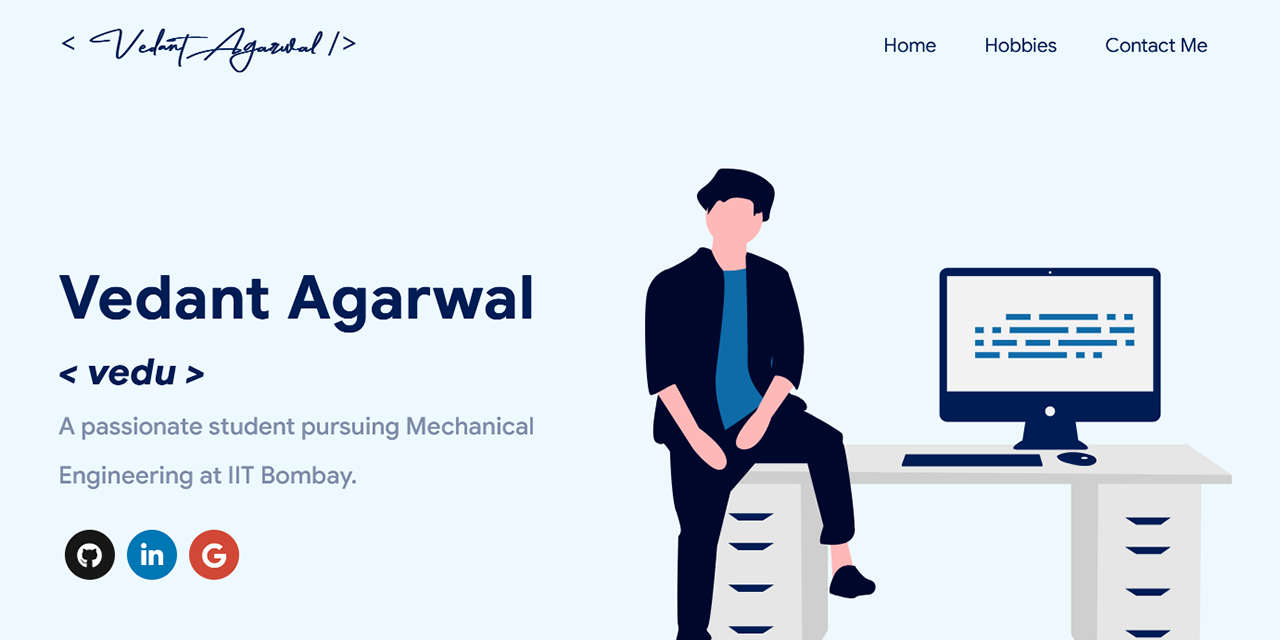 < Vedant Agarwal />
Home Hobbies Contact Me
Vedant Agarwal
< vedu >
A passionate student pursuing Mechanical
Engineering at IIT Bombay.
in G